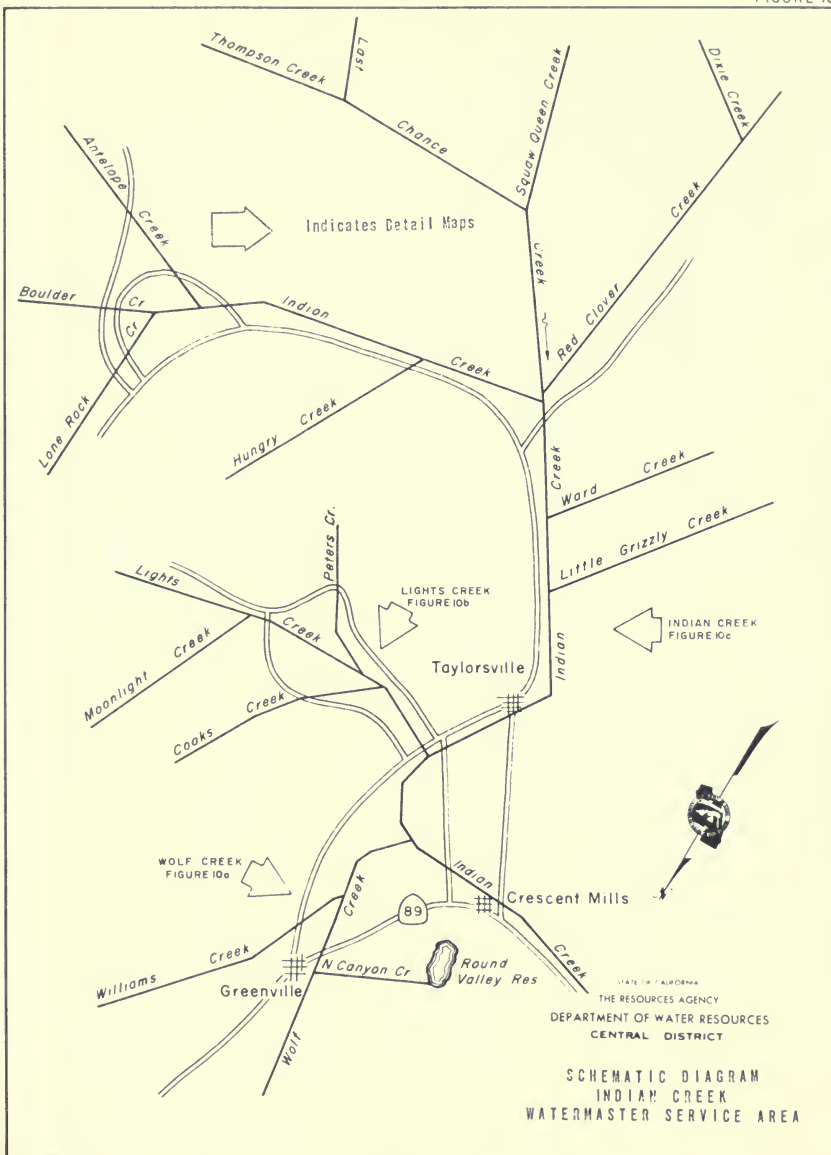 FIGURE 10
Thompson Creek
Last
Chance
Creek
Squaw Queen Creek
Dixie Creek
Antelope
Creek
Indicates Detail Maps
Red Clover Creek
Boulder Cr
Indian
Creek
Lone Rock Cr
Hungry Creek
Creek
Ward Creek
Little Grizzly Creek
Indian
Peters Cr.
Lights
Creek
LIGHTS CREEK
FIGURE 10b
INDIAN CREEK
FIGURE 10c
Moonlight Creek
Taylorsville
Cooks Creek
WOLF CREEK
FIGURE 10a
Indian
Creek
Crescent Mills
Creek
89
Williams Creek
N Canyon Cr
Round
Valley Res
Greenville
Wolf
STATE OF CALIFORNIA
THE RESOURCES AGENCY
DEPARTMENT OF WATER RESOURCES
CENTRAL DISTRICT
SCHEMATIC DIAGRAM
INDIAN CREEK
WATERMASTER SERVICE AREA